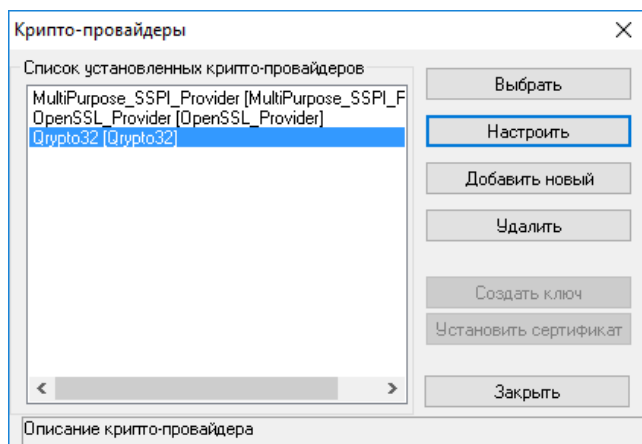 Крипто-провайдеры
Список установленных крипто-провайдеров
MultiPurpose_SSPI_Provider [MultiPurpose_SSPI_F
OpenSSL_Provider [OpenSSL_Provider]
Qrypto32 [Qrypto32]
Выбрать
Настроить
Добавить новый
Удалить
Создать ключ
Установить сертификат
Закрыть
Описание крипто-провайдера